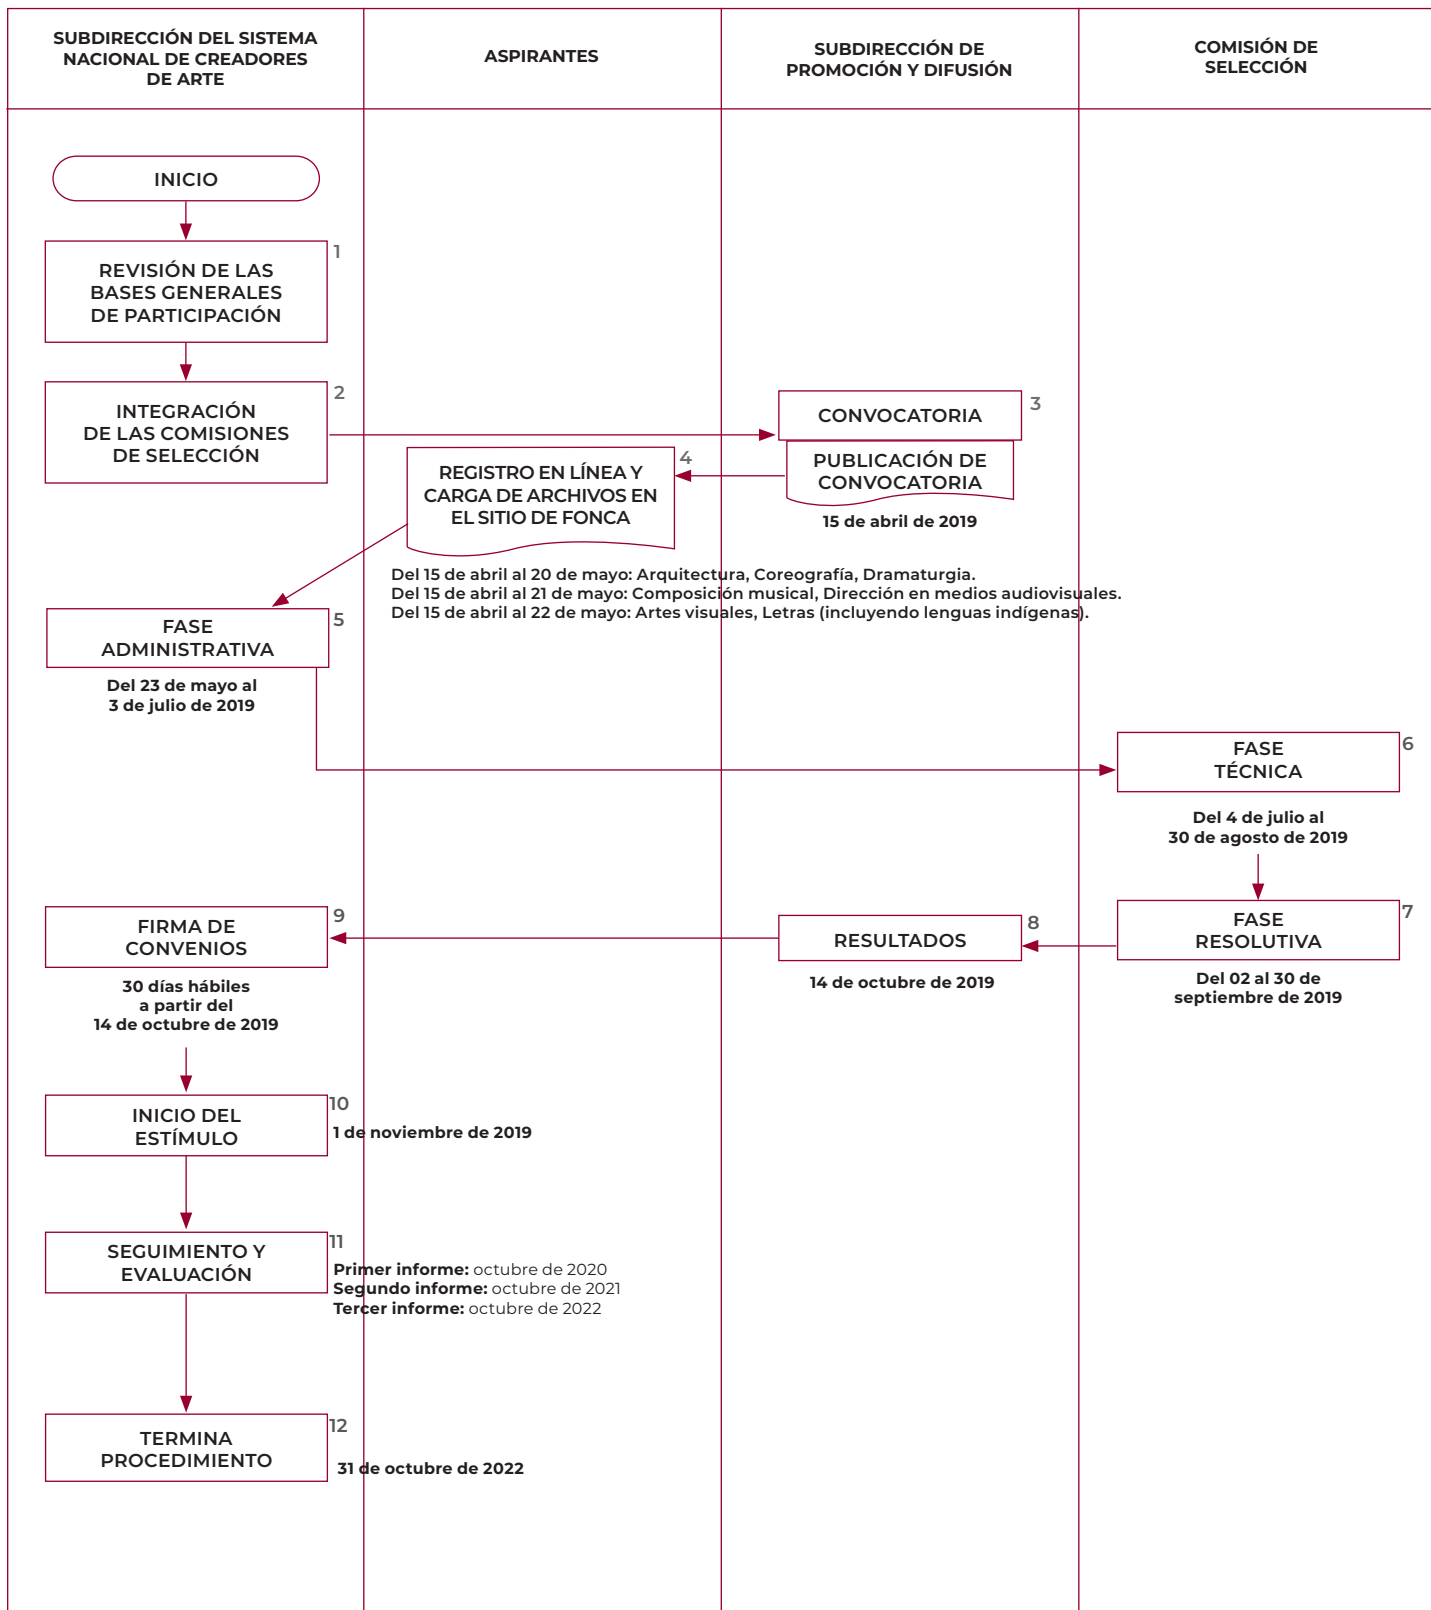 SUBDIRECCIÓN DEL SISTEMA
NACIONAL DE CREADORES
DE ARTE
ASPIRANTES
SUBDIRECCIÓN DE
PROMOCIÓN Y DIFUSIÓN
COMISIÓN DE
SELECCIÓN
INICIO
1
REVISIÓN DE LAS
BASES GENERALES
DE PARTICIPACIÓN
2
INTEGRACIÓN
DE LAS COMISIONES
DE SELECCIÓN
3
CONVOCATORIA
PUBLICACIÓN DE
CONVOCATORIA
15 de abril de 2019
4
REGISTRO EN LÍNEA Y
CARGA DE ARCHIVOS EN
EL SITIO DE FONCA
Del 15 de abril al 20 de mayo: Arquitectura, Coreografía, Dramaturgia.
Del 15 de abril al 21 de mayo: Composición musical, Dirección en medios audiovisuales.
Del 15 de abril al 22 de mayo: Artes visuales, Letras (incluyendo lenguas indígenas).
5
FASE
ADMINISTRATIVA
Del 23 de mayo al
3 de julio de 2019
6
FASE
TÉCNICA
Del 4 de julio al
30 de agosto de 2019
7
FASE
RESOLUTIVA
Del 02 al 30 de
septiembre de 2019
8
RESULTADOS
14 de octubre de 2019
9
FIRMA DE
CONVENIOS
30 días hábiles
a partir del
14 de octubre de 2019
10
INICIO DEL
ESTÍMULO
1 de noviembre de 2019
11
SEGUIMIENTO Y
EVALUACIÓN
Primer informe: octubre de 2020
Segundo informe: octubre de 2021
Tercer informe: octubre de 2022
12
TERMINA
PROCEDIMIENTO
31 de octubre de 2022